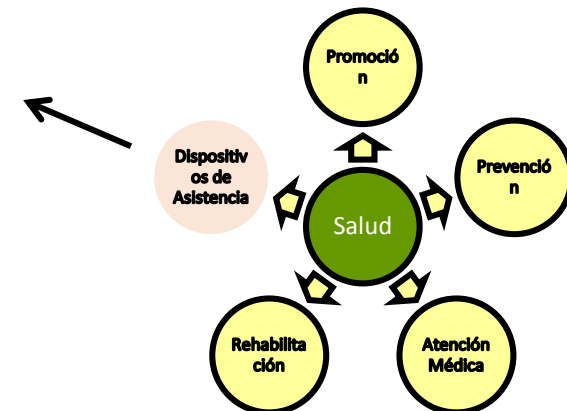 Promoció
n
Dispositiv
os de
Asistencia
Prevenció
n
Salud
Rehabilita
ción
Atención
Médica